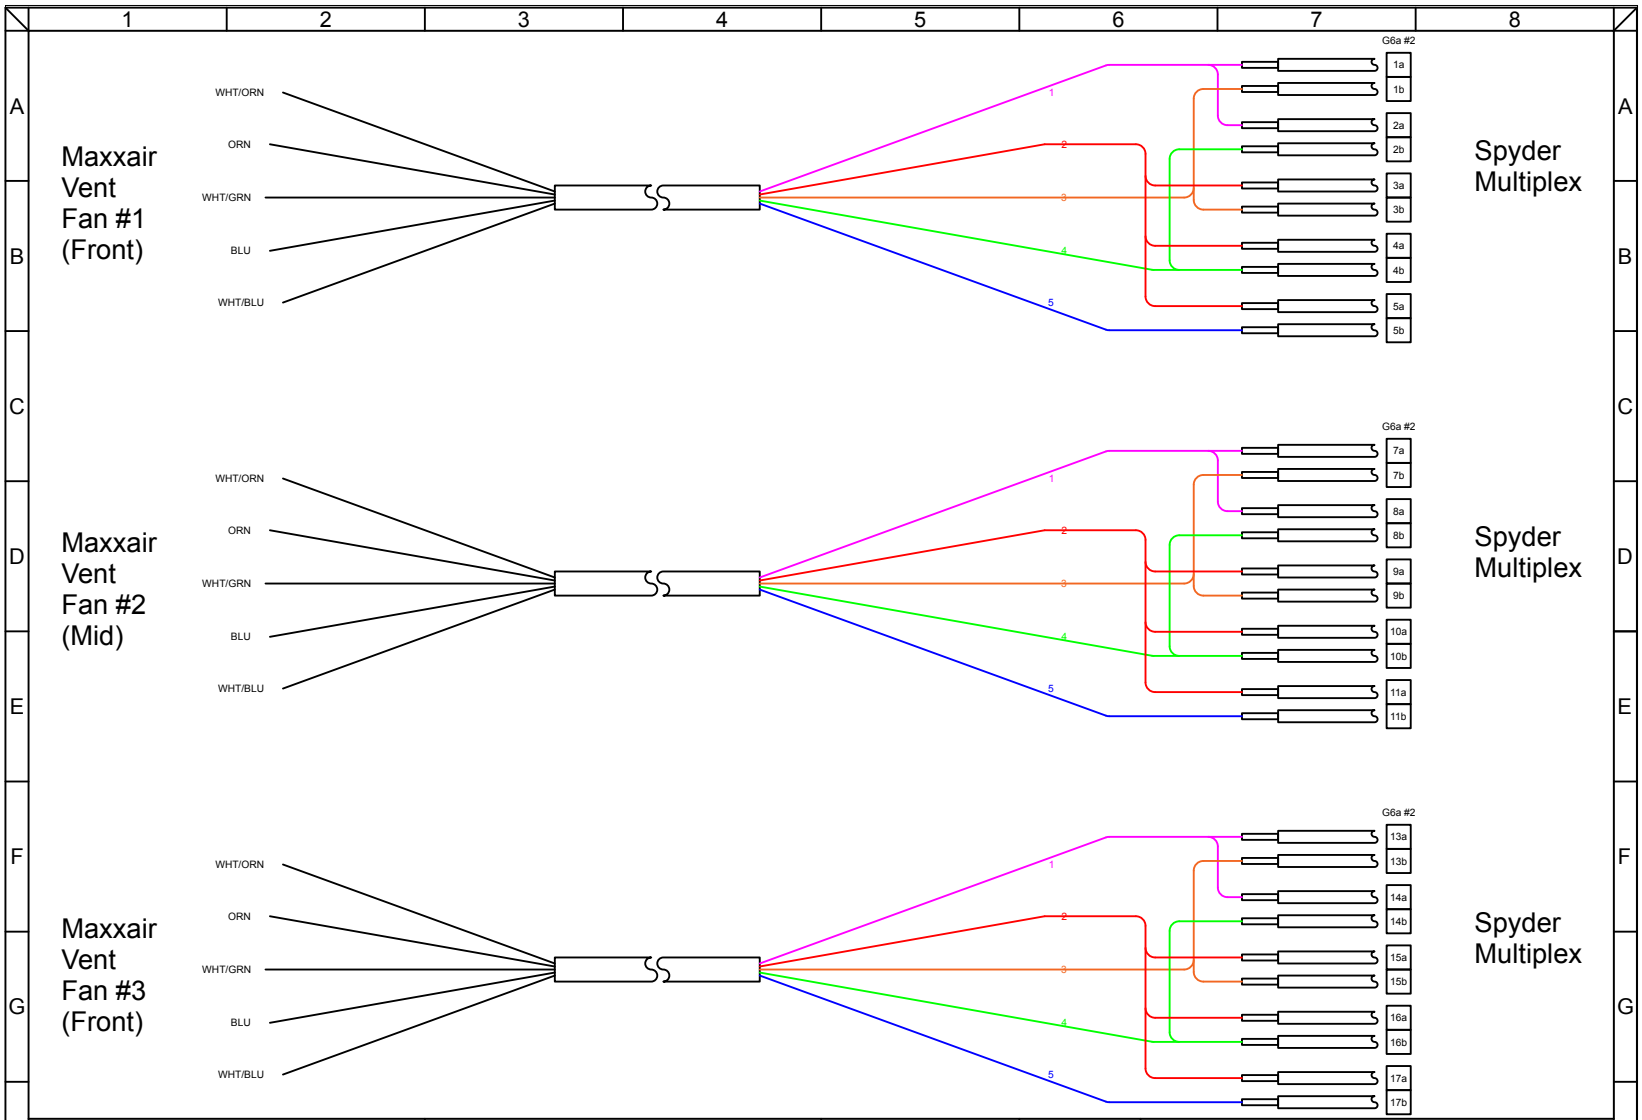 1 2 3 4 5 6 7 8
A
B
C
D
E
F
G
A
B
C
D
E
F
G
Maxxair
Vent
Fan #1
(Front)
WHT/ORN
ORN
WHT/GRN
BLU
WHT/BLU
1
2
3
4
5
G6a #2
1a
1b
2a
2b
3a
3b
4a
4b
5a
5b
Spyder
Multiplex
Maxxair
Vent
Fan #2
(Mid)
WHT/ORN
ORN
WHT/GRN
BLU
WHT/BLU
1
2
3
4
5
G6a #2
7a
7b
8a
8b
9a
9b
10a
10b
11a
11b
Spyder
Multiplex
Maxxair
Vent
Fan #3
(Front)
WHT/ORN
ORN
WHT/GRN
BLU
WHT/BLU
1
2
3
4
5
G6a #2
13a
13b
14a
14b
15a
15b
16a
16b
17a
17b
Spyder
Multiplex